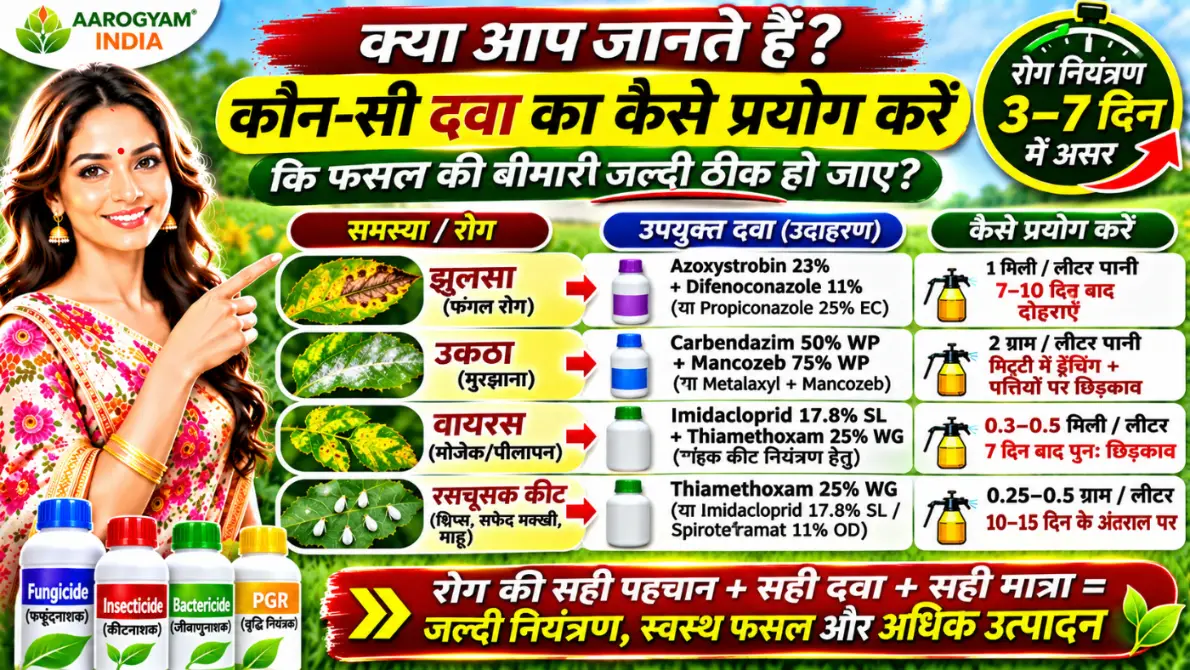 AAROGYAM®
INDIA
क्या आप जानते हैं?
कौन-सी दवा का कैसे प्रयोग करें
कि फसल की बीमारी जल्दी ठीक हो जाए?
रोग नियंत्रण
3–7 दिन
में असर
समस्या / रोग
उपयुक्त दवा (उदाहरण)
कैसे प्रयोग करें
झुलसा
(फंगल रोग)
Azoxystrobin 23%
+ Difenoconazole 11%
(या Propiconazole 25% EC)
1 मिली / लीटर पानी
7–10 दिन बाद
दोहराएँ
उकठा
(मुरझाना)
Carbendazim 50% WP
+ Mancozeb 75% WP
(या Metalaxyl + Mancozeb)
2 ग्राम / लीटर पानी
मिट्टी में ड्रेंचिंग +
पत्तियों पर छिड़काव
वायरस
(मोजेक/पीलापन)
Imidacloprid 17.8% SL
+ Thiamethoxam 25% WG
कीट नियंत्रण हेतु)
0.3–0.5 मिली / लीटर
7 दिन बाद पुनः छिड़काव
रसचूसक कीट
(थ्रिप्स, सफेद मक्खी,
माहू)
Thiamethoxam 25% WG
(या Imidacloprid 17.8% SL /
11% OD)
0.25–0.5 ग्राम / लीटर
10–15 दिन के अंतराल पर
Fungicide
(फफूंदनाशक)
Insecticide
(कीटनाशक)
Bactericide
(जीवाणुनाशक)
PGR
(वृद्धि नियंत्रक)
रोग की सही पहचान + सही दवा + सही मात्रा =
जल्दी नियंत्रण, स्वस्थ फसल और अधिक उत्पादन